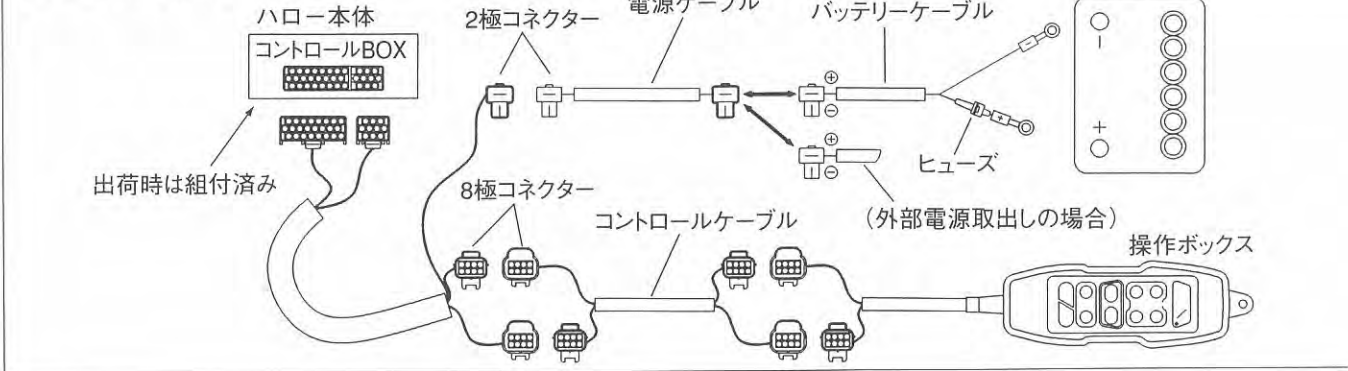 ハロー本体
コントロールBOX
2極コネクター
電源ケーブル
バッテリーケーブル
⊕
⊖
−
+
ヒューズ
⊕
⊖
(外部電源取出しの場合)
出荷時は組付済み
8極コネクター
コントロールケーブル
操作ボックス